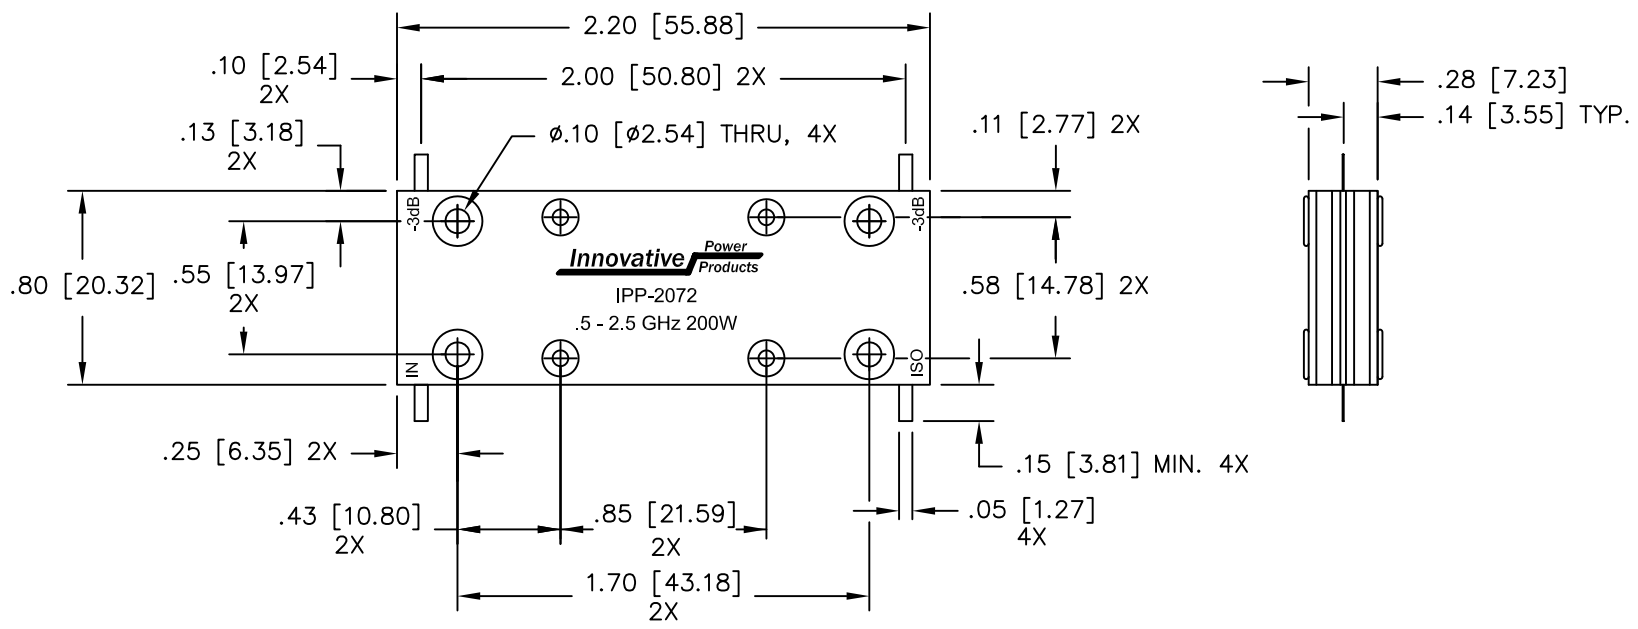 2.20 [55.88]
.10 [2.54]
2X
2.00 [50.80] 2X
.28 [7.23]
.14 [3.55] TYP.
.13 [3.18]
2X
ø.10 [ø2.54] THRU, 4X
.11 [2.77] 2X
-3dB
-3dB
Innovative Power
Products
.80 [20.32]
.55 [13.97]
2X
.58 [14.78] 2X
IPP-2072
.5 - 2.5 GHz 200W
IN
ISO
.25 [6.35] 2X
.15 [3.81] MIN. 4X
.43 [10.80]
2X
.85 [21.59]
2X
.05 [1.27]
4X
1.70 [43.18]
2X